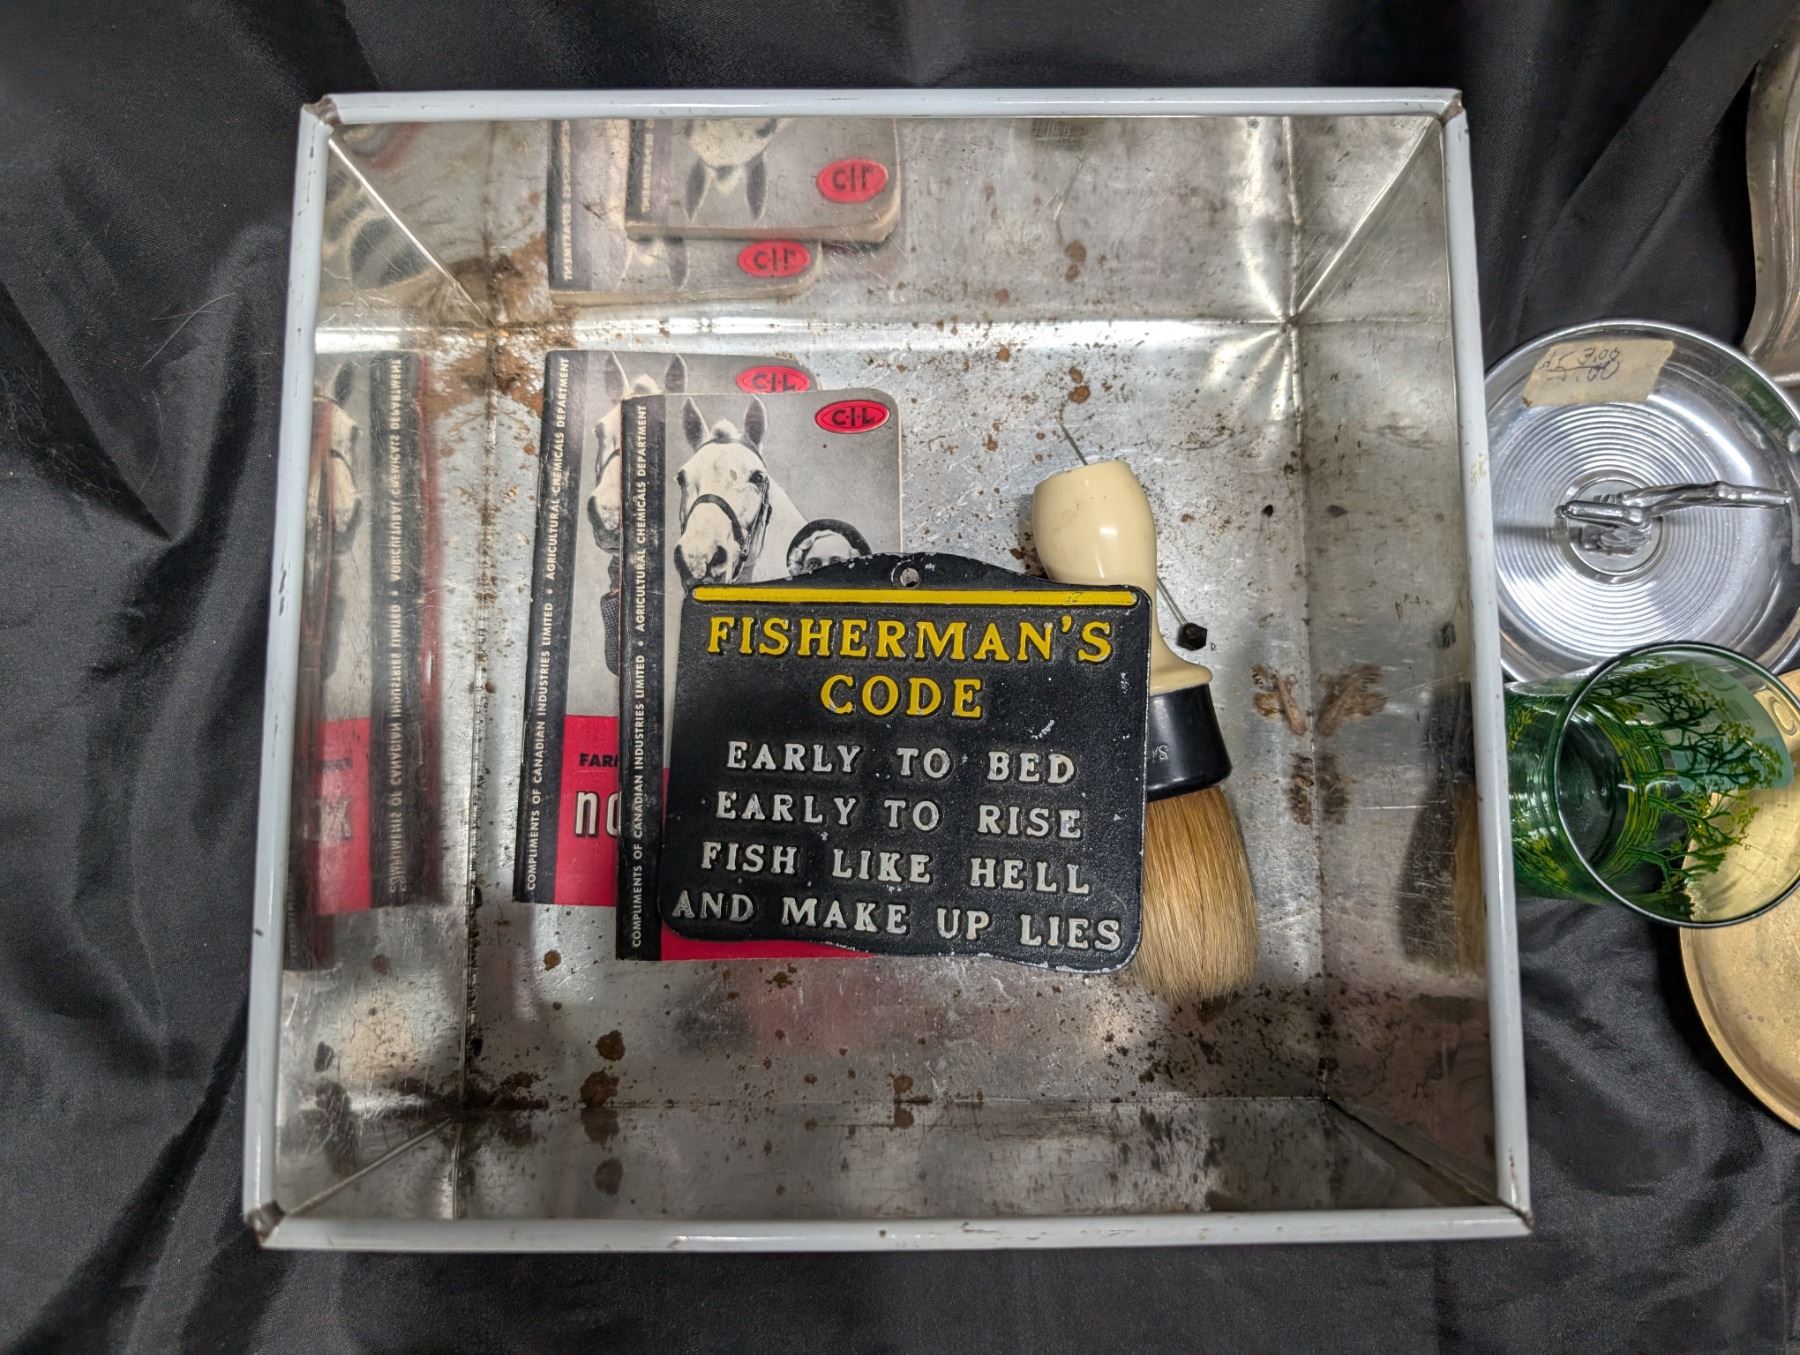 C-I-L
C-I-L
COMPLIMENTS OF CANADIAN INDUSTRIES LIMITED • AGRICULTURAL CHEMICALS DEPARTMENT
COMPLIMENTS OF CANADIAN INDUSTRIES LIMITED • AGRICULTURAL CHEMICALS DEPARTMENT
FISHERMAN'S
CODE
EARLY TO BED
EARLY TO RISE
FISH LIKE HELL
AND MAKE UP LIES